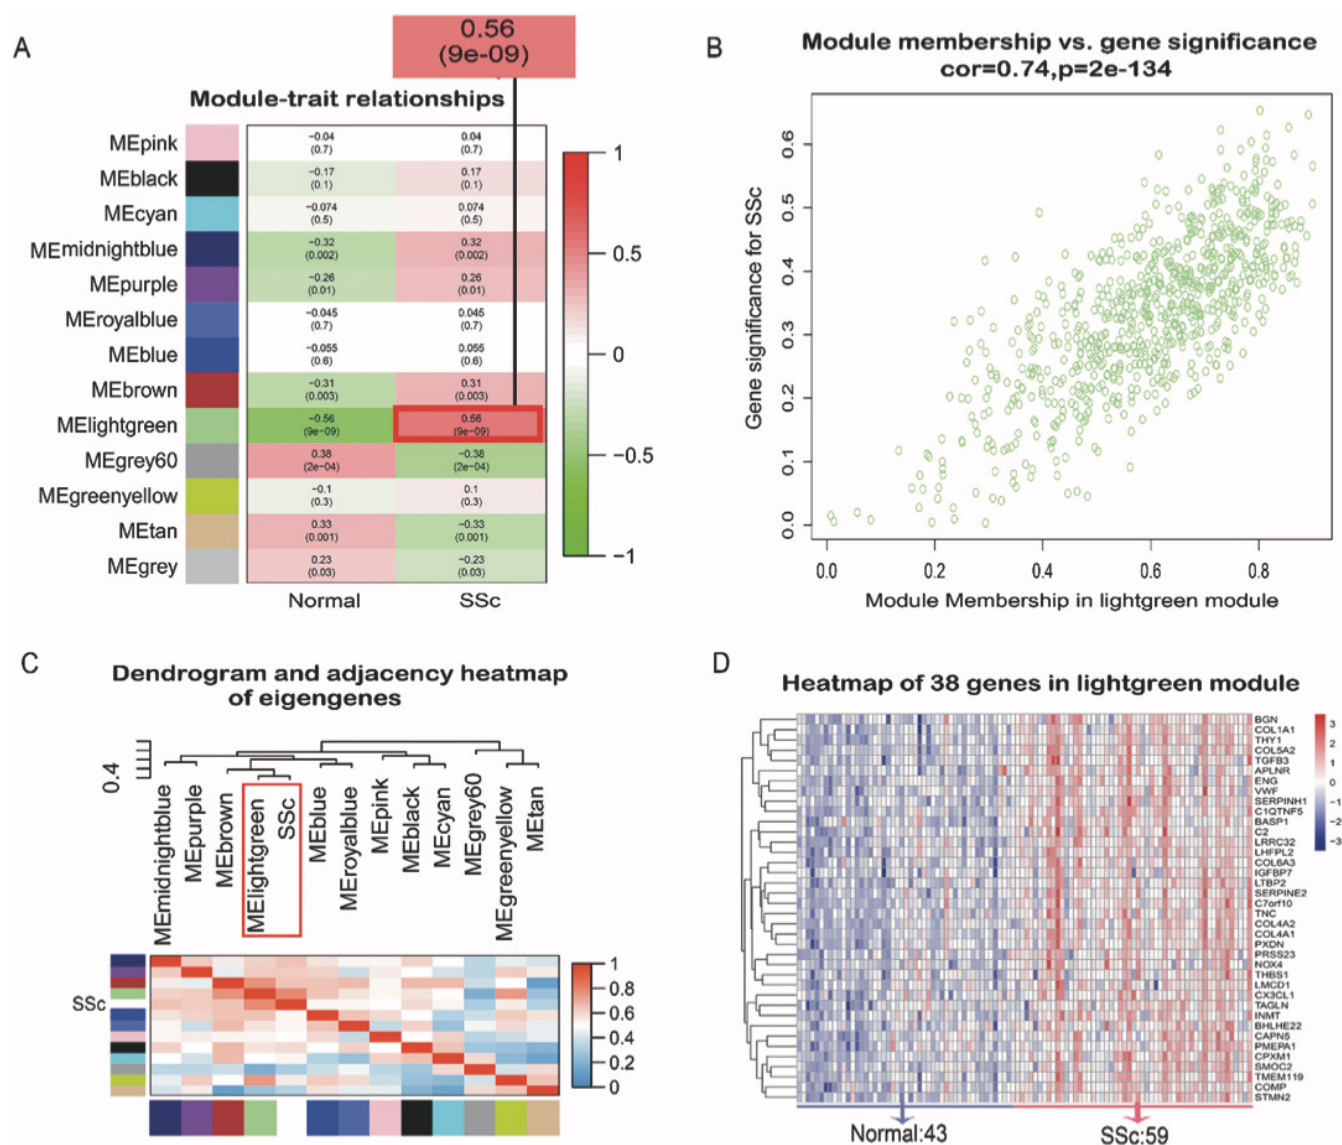 A
0.56
(9e-09)
Module-trait relationships
MEpink
−0.04
(0.7)
0.04
(0.7)
MEblack
−0.17
(0.1)
0.17
(0.1)
MEcyan
−0.074
(0.5)
0.074
(0.5)
MEmidnightblue
−0.32
(0.002)
0.32
(0.002)
MEpurple
−0.26
(0.01)
0.26
(0.01)
MEroyalblue
−0.045
(0.7)
0.045
(0.7)
MEblue
−0.055
(0.6)
0.055
(0.6)
MEbrown
−0.31
(0.003)
0.31
(0.003)
MElightgreen
−0.56
(9e-09)
0.56
(9e-09)
MEgrey60
0.38
(2e-04)
−0.38
(2e-04)
MEgreenyellow
−0.1
(0.3)
0.1
(0.3)
MEtan
0.33
(0.001)
−0.33
(0.001)
MEgrey
0.23
(0.03)
−0.23
(0.03)
Normal SSc
1
0.5
0
−0.5
−1
B
Module membership vs. gene significance
cor=0.74,p=2e-134
Gene significance for SSc
0.6
0.5
0.4
0.3
0.2
0.1
0.0
0.0 0.2 0.4 0.6 0.8
Module Membership in lightgreen module
C
Dendrogram and adjacency heatmap
of eigengenes
0.4
MEmidnightblue
MEpurple
MEbrown
MElightgreen
SSc
MEblue
MEroyalblue
MEpink
MEblack
MEcyan
MEgrey60
MEgreenyellow
MEtan
SSc
1
0.8
0.6
0.4
0.2
0
D
Heatmap of 38 genes in lightgreen module
BGN
COL1A1
THY1
COL5A2
TGFB3
APLNR
ENG
VWF
SERPINH1
C1QTNF5
BASP1
C2
LRRC32
LHFPL2
COL6A3
IGFBP7
LTBP2
SERPINE2
C7orf10
TNC
COL4A2
COL4A1
PXDN
PRSS23
NOX4
THBS1
LMCD1
CX3CL1
TAGLN
INMT
BHLHE22
CAPN5
PMEPA1
CPXM1
SMOC2
TMEM119
COMP
STMN2
3
2
1
0
−1
−2
−3
Normal:43 SSc:59